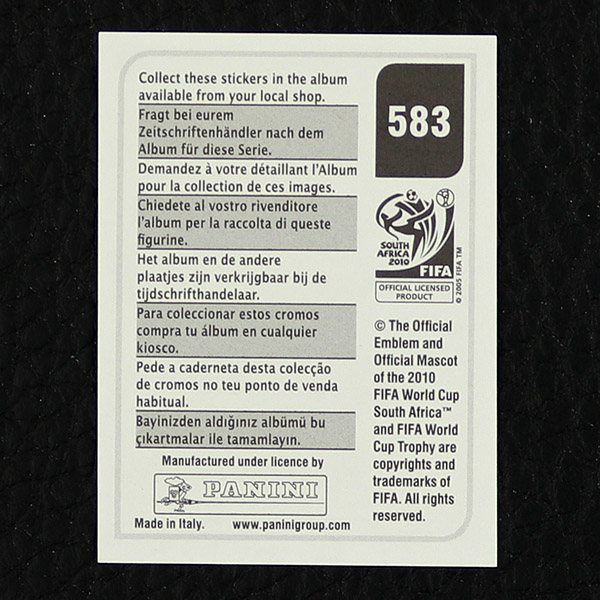 Collect these stickers in the album
available from your local shop.
Fragt bei eurem
Zeitschriftenhändler nach dem
Album für diese Serie.
Demandez à votre détaillant l'Album
pour la collection de ces images.
Chiedete al vostro rivenditore
l'album per la raccolta di queste
figurine.
Het album en de andere
plaatjes zijn verkrijgbaar bij de
tijdschrifthandelaar.
Para coleccionar estos cromos
compra tu álbum en cualquier
kiosco.
Pede a caderneta desta colecção
de cromos no teu ponto de venda
habitual.
Bayinizden aldığınız albümü bu
çıkartmalar ile tamamlayın.
Manufactured under licence by
PANINI
Made in Italy. www.paninigroup.com
583
SOUTH
AFRICA
2010
FIFA
OFFICIAL LICENSED
PRODUCT
© 2005 FIFA TM
© The Official
Emblem and
Official Mascot
of the 2010
FIFA World Cup
South Africa™
and FIFA World
Cup Trophy are
copyrights and
trademarks of
FIFA. All rights
reserved.